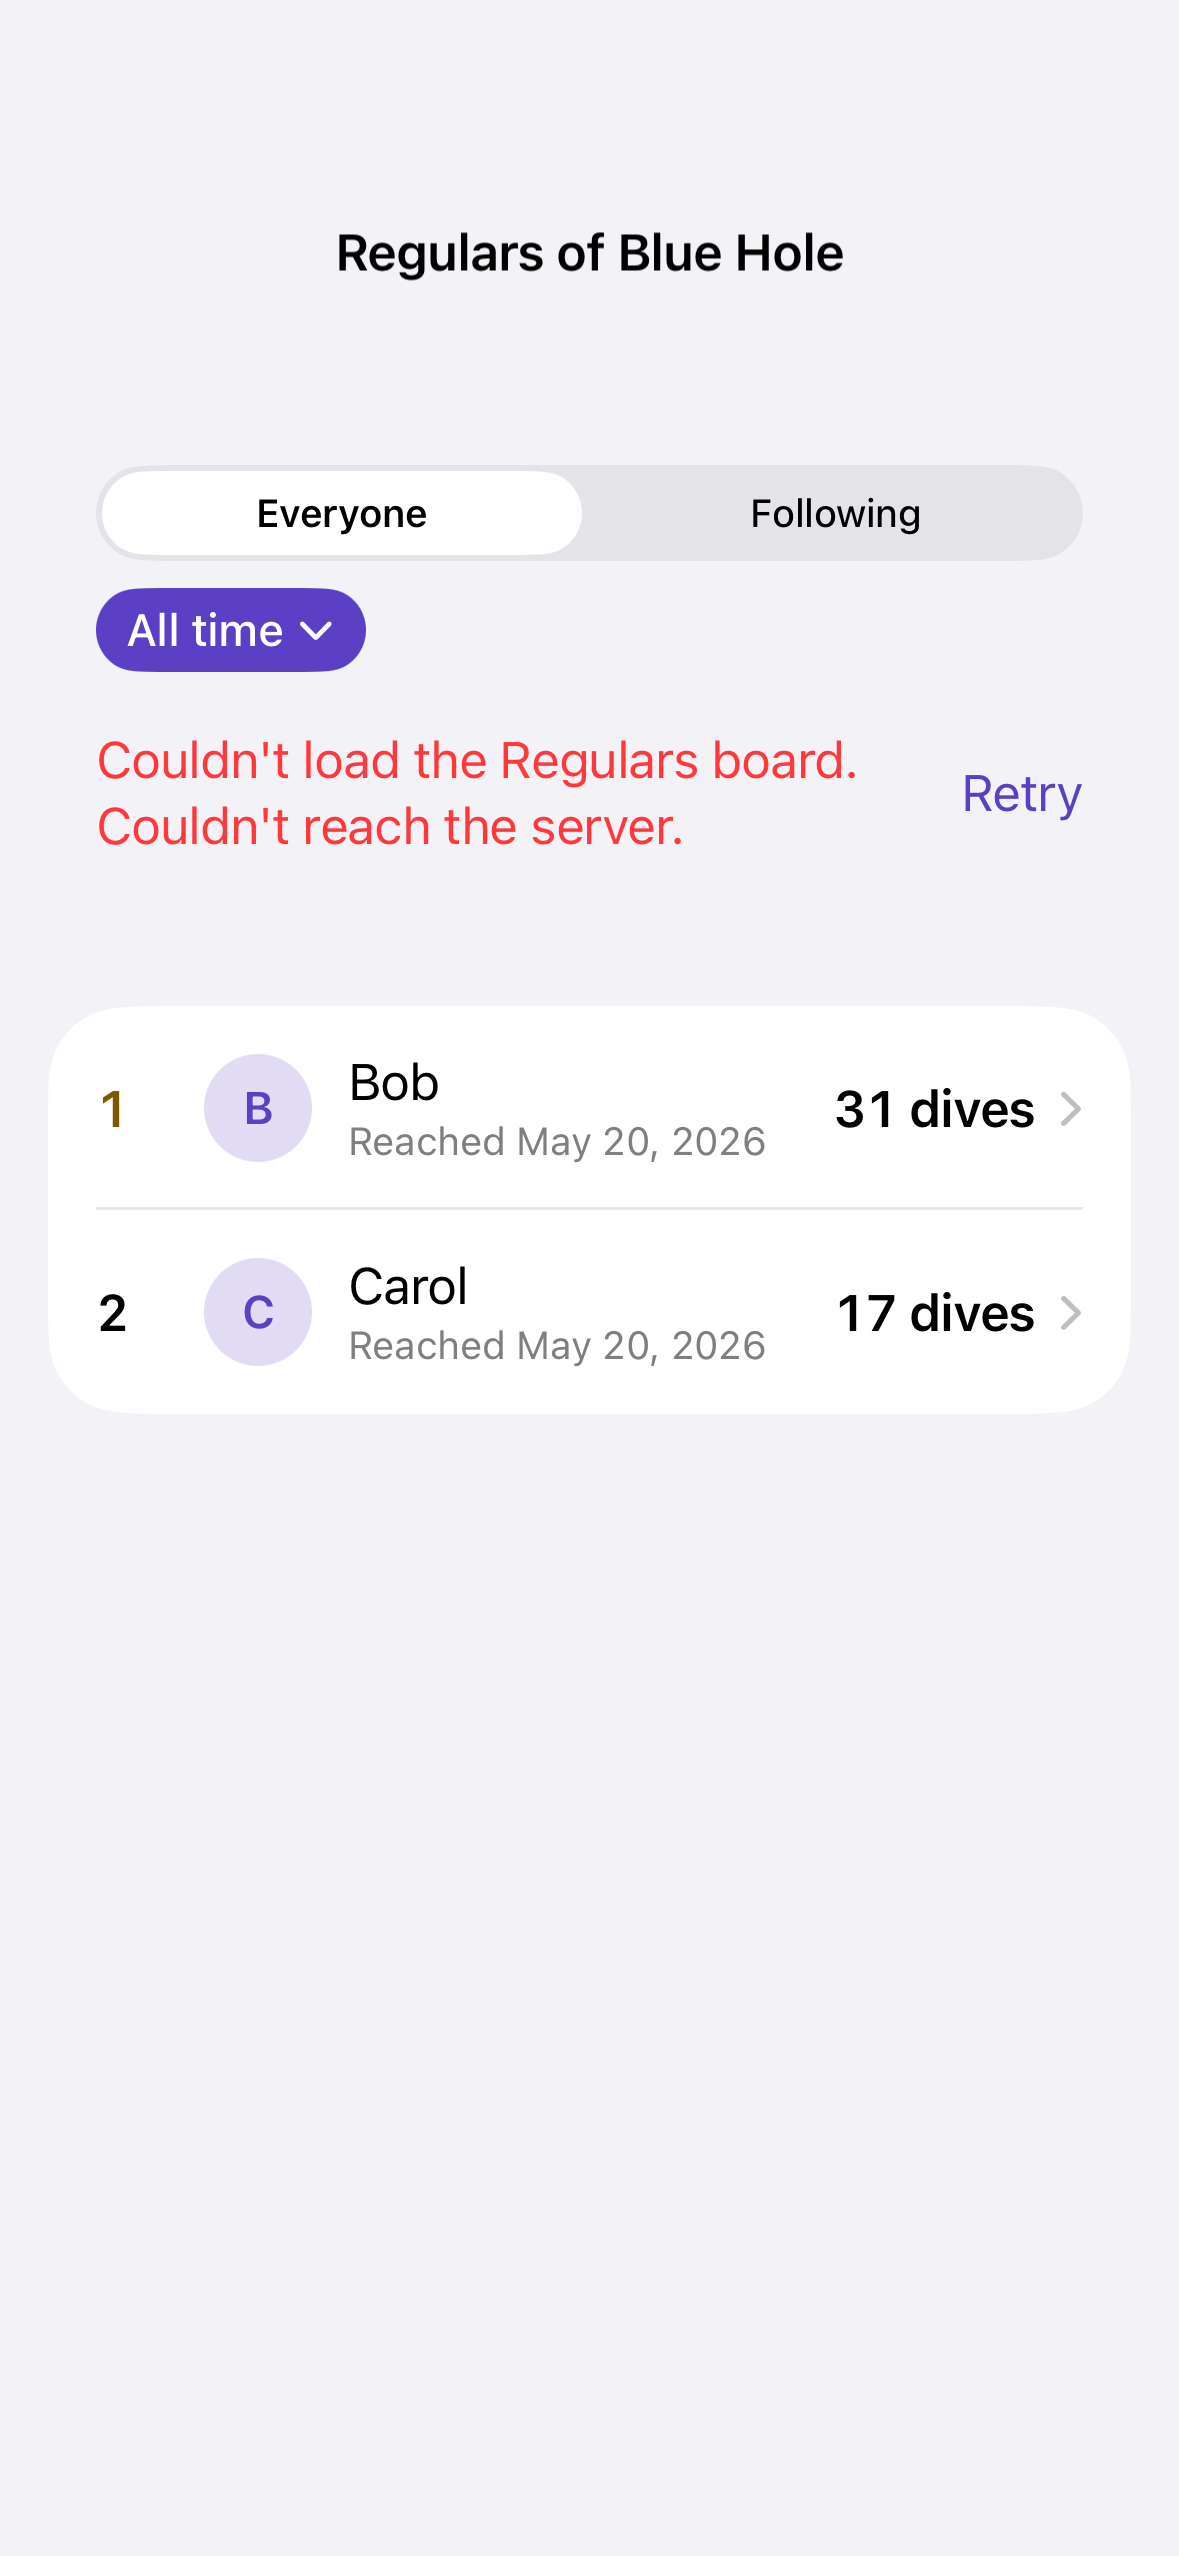 Regulars of Blue Hole
Everyone
Following
All time
Couldn't load the Regulars board.
Couldn't reach the server.
Retry
1
B
Bob
Reached May 20, 2026
31 dives
2
C
Carol
Reached May 20, 2026
17 dives